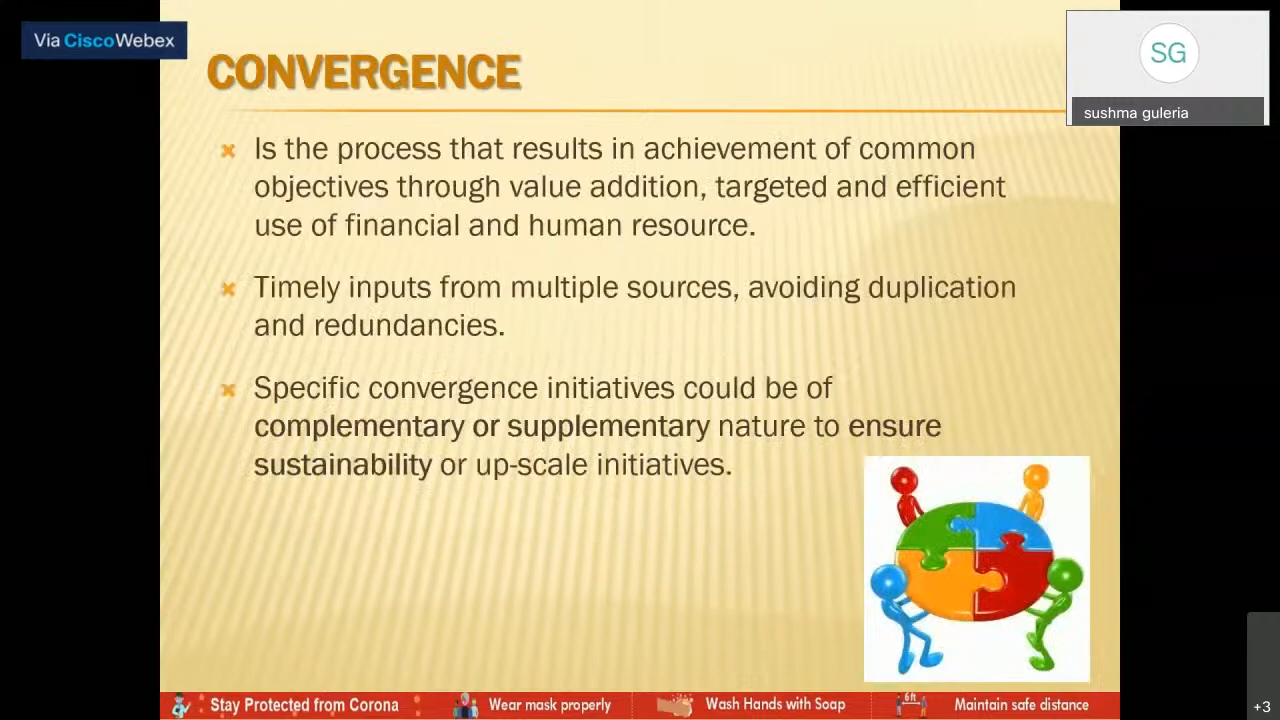 Via CiscoWebex
CONVERGENCE
SG
sushma guleria
Is the process that results in achievement of common
objectives through value addition, targeted and efficient
use of financial and human resource.
Timely inputs from multiple sources, avoiding duplication
and redundancies.
Specific convergence initiatives could be of
complementary or supplementary nature to ensure
sustainability or up-scale initiatives.
Stay Protected from Corona
Wear mask properly
Wash Hands with Soap
6ft
Maintain safe distance
+3